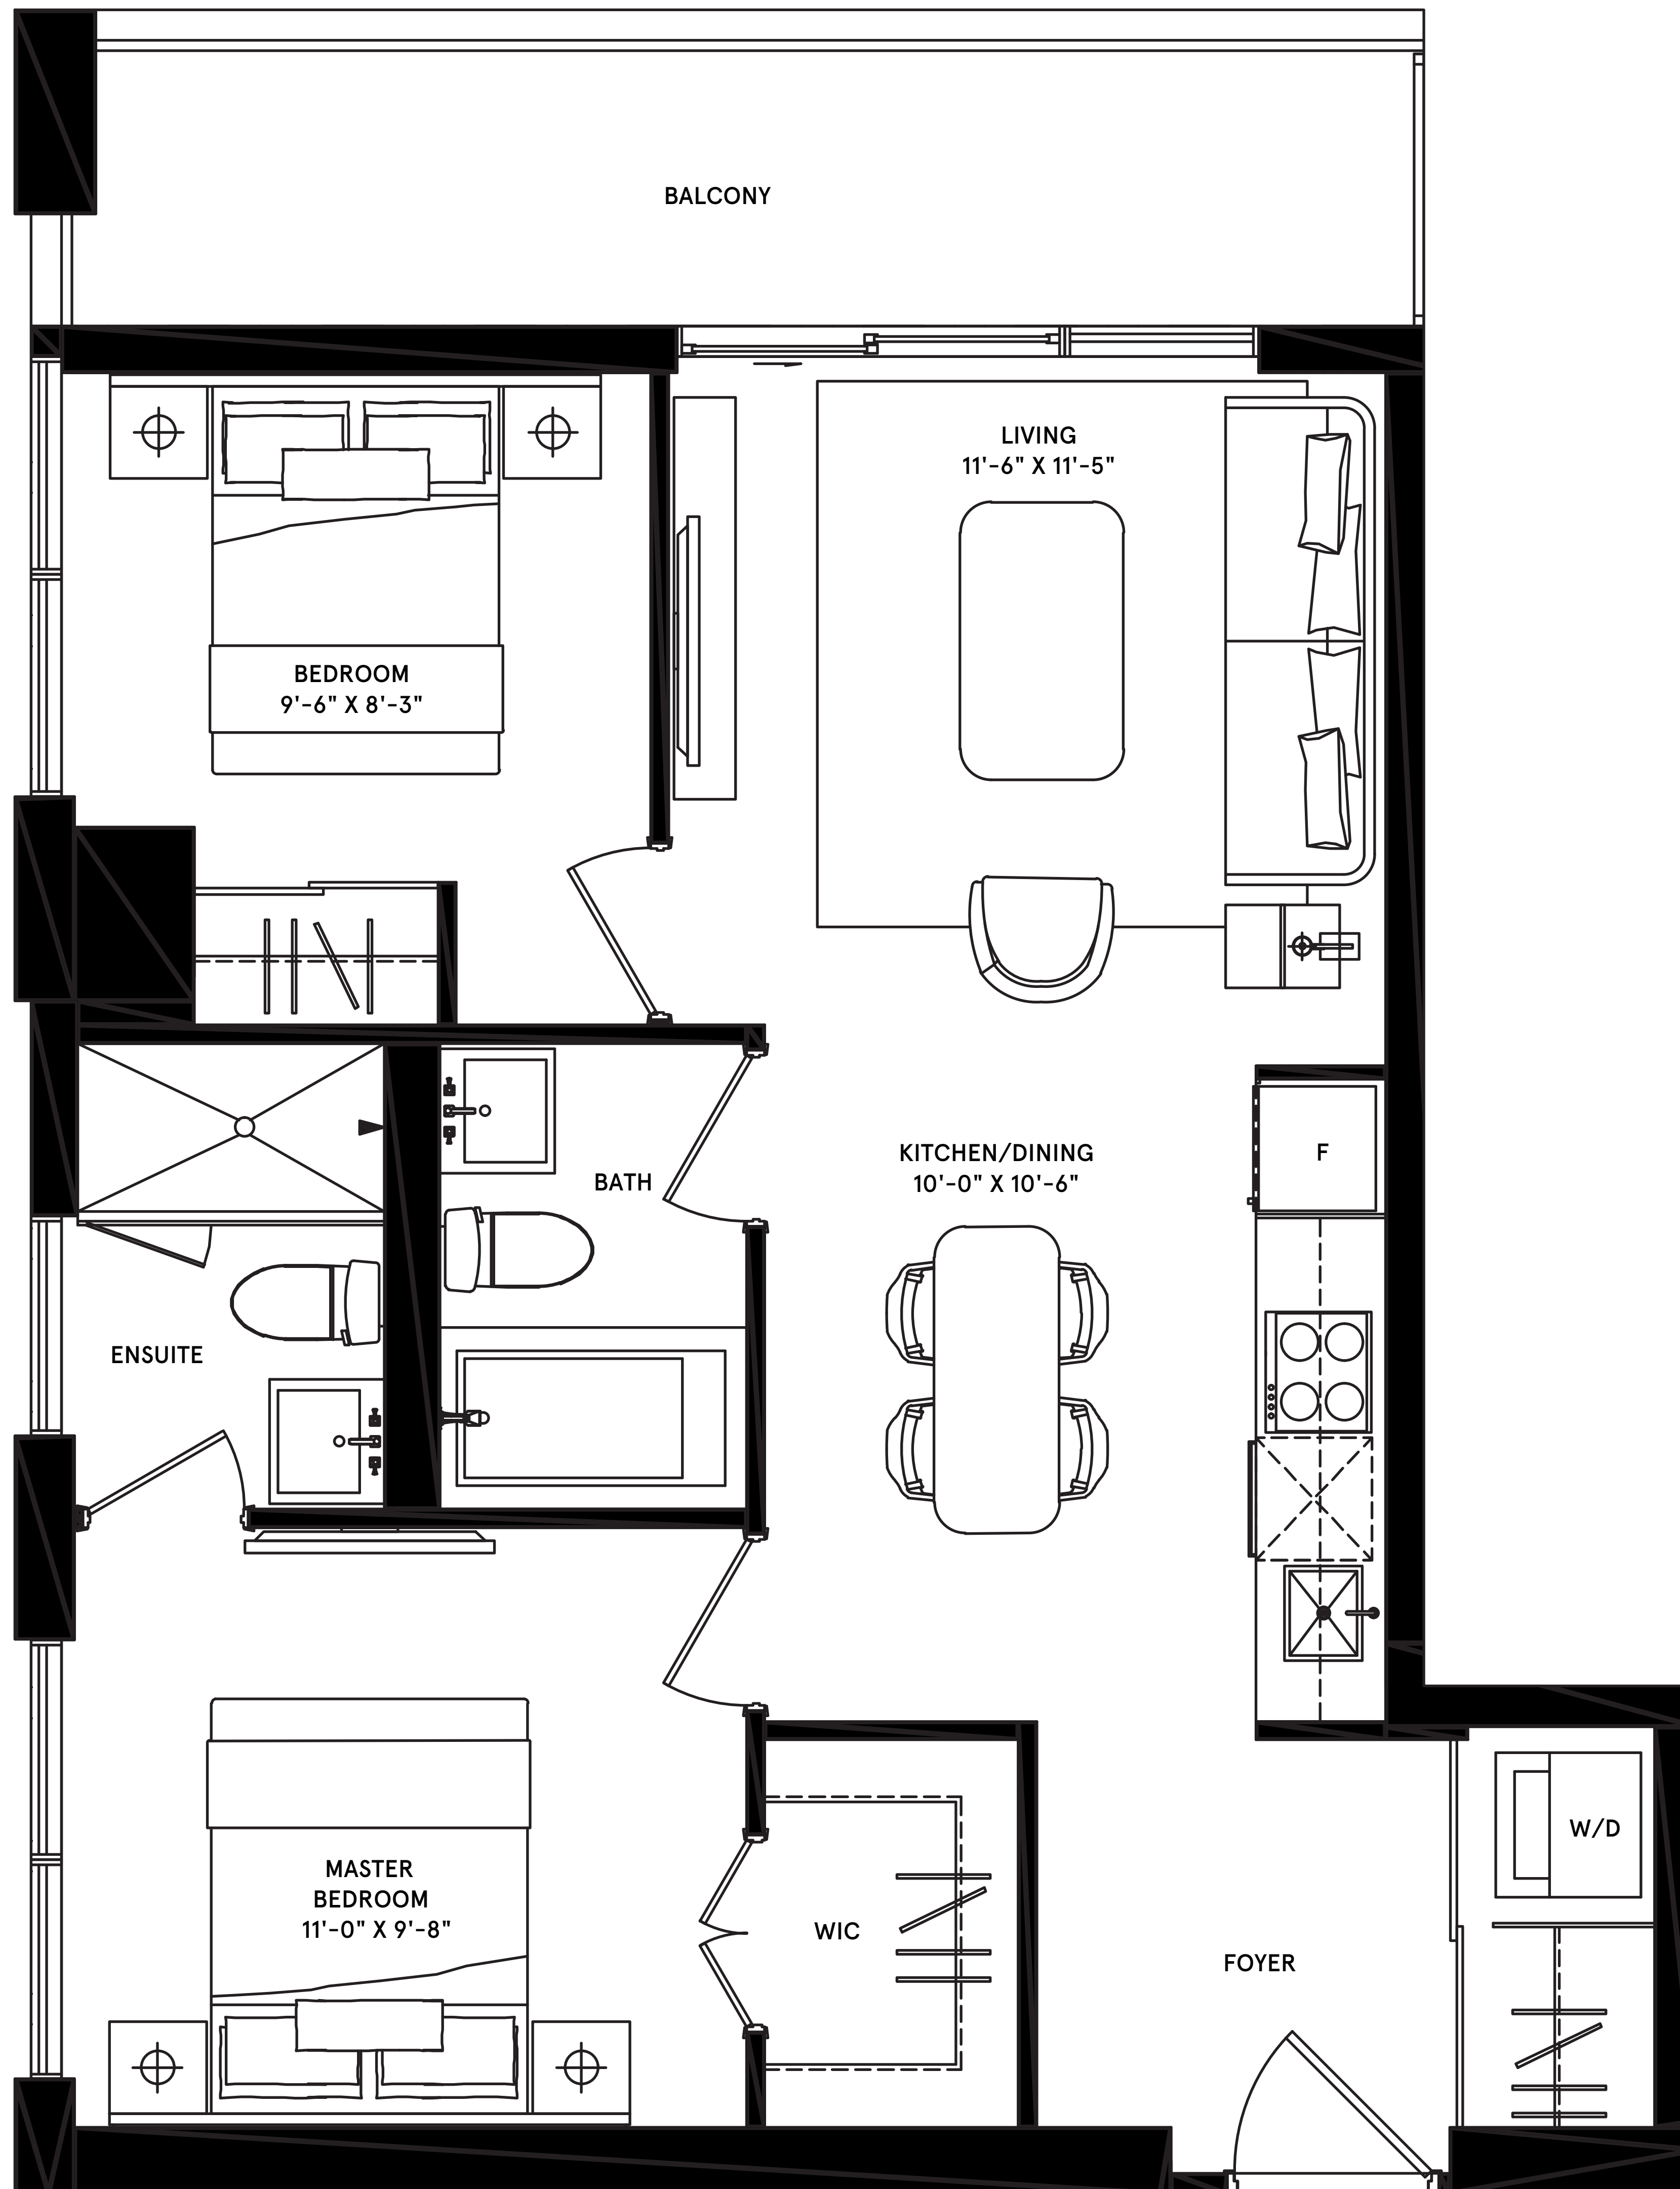 BALCONY
LIVING
11'-6" X 11'-5"
BEDROOM
9'-6" X 8'-3"
KITCHEN/DINING
10'-0" X 10'-6"
F
BATH
ENSUITE
W/D
MASTER
BEDROOM
11'-0" X 9'-8"
WIC
FOYER